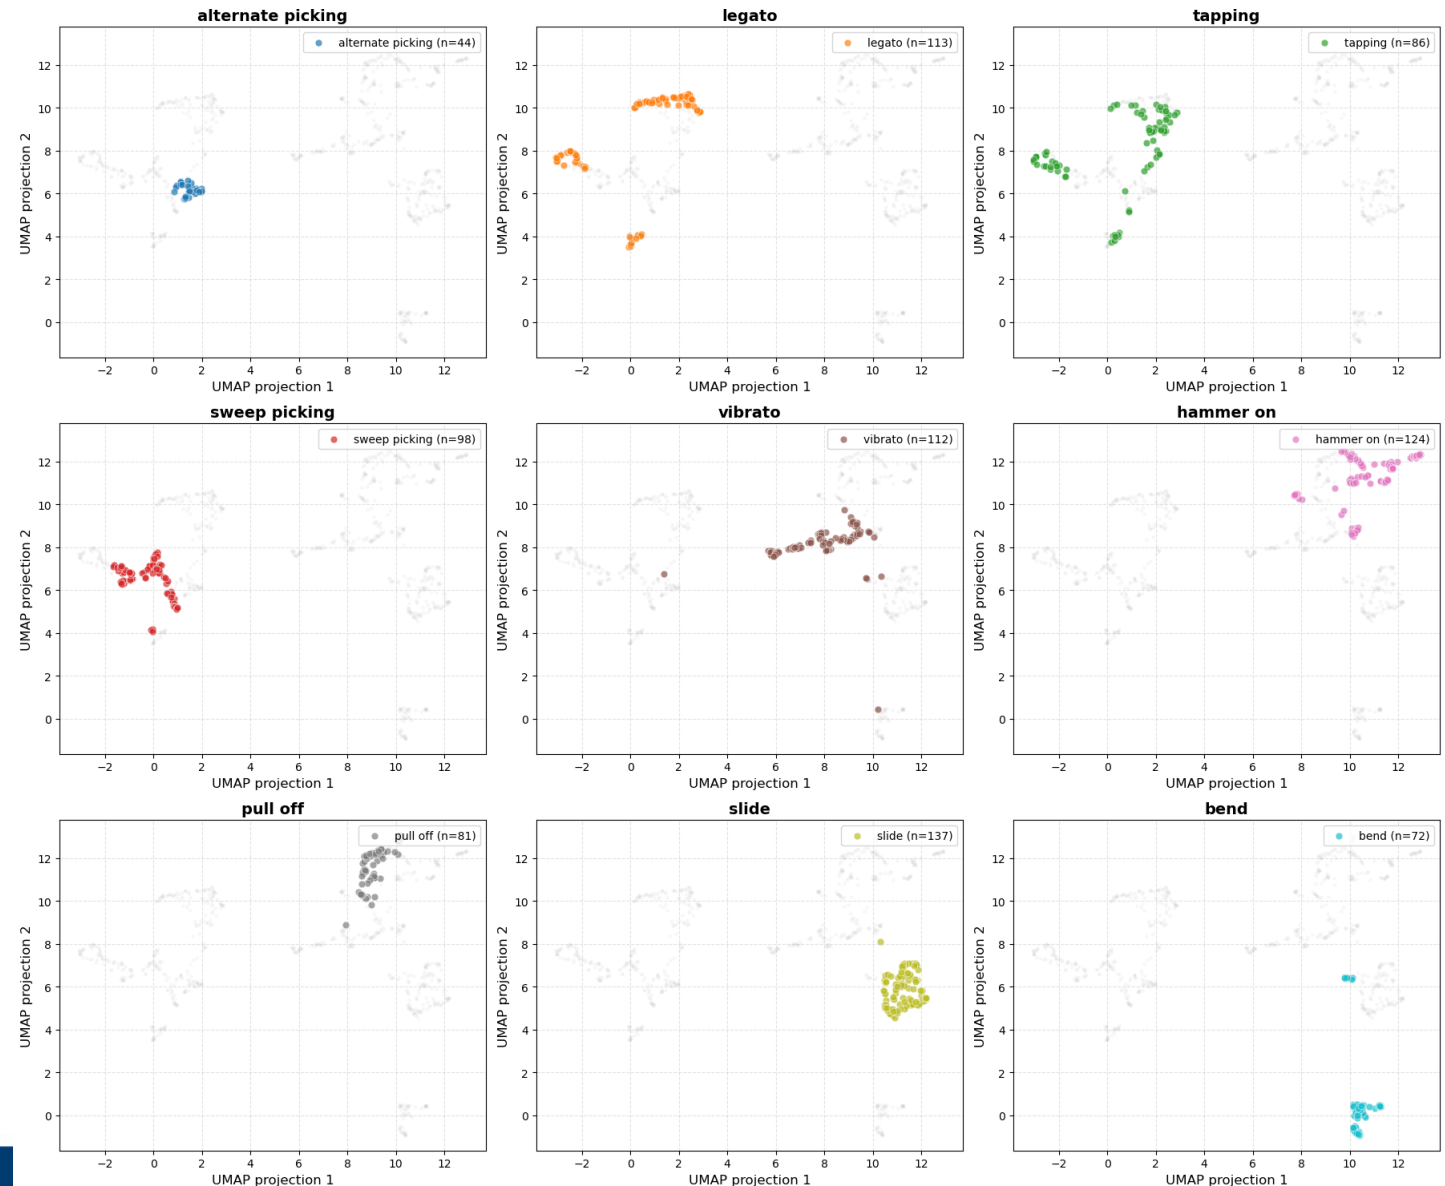 alternate picking
legato
tapping
alternate picking (n=44)
legato (n=113)
tapping (n=86)
UMAP projection 2
12
10
8
6
4
2
0
−2 0 2 4 6 8 10 12
UMAP projection 1
UMAP projection 2
12
10
8
6
4
2
0
−2 0 2 4 6 8 10 12
UMAP projection 1
UMAP projection 2
12
10
8
6
4
2
0
−2 0 2 4 6 8 10 12
UMAP projection 1
sweep picking
vibrato
hammer on
sweep picking (n=98)
vibrato (n=112)
hammer on (n=124)
UMAP projection 2
12
10
8
6
4
2
0
−2 0 2 4 6 8 10 12
UMAP projection 1
UMAP projection 2
12
10
8
6
4
2
0
−2 0 2 4 6 8 10 12
UMAP projection 1
UMAP projection 2
12
10
8
6
4
2
0
−2 0 2 4 6 8 10 12
UMAP projection 1
pull off
slide
bend
pull off (n=81)
slide (n=137)
bend (n=72)
UMAP projection 2
12
10
8
6
4
2
0
−2 0 2 4 6 8 10 12
UMAP projection 1
UMAP projection 2
12
10
8
6
4
2
0
−2 0 2 4 6 8 10 12
UMAP projection 1
UMAP projection 2
12
10
8
6
4
2
0
−2 0 2 4 6 8 10 12
UMAP projection 1